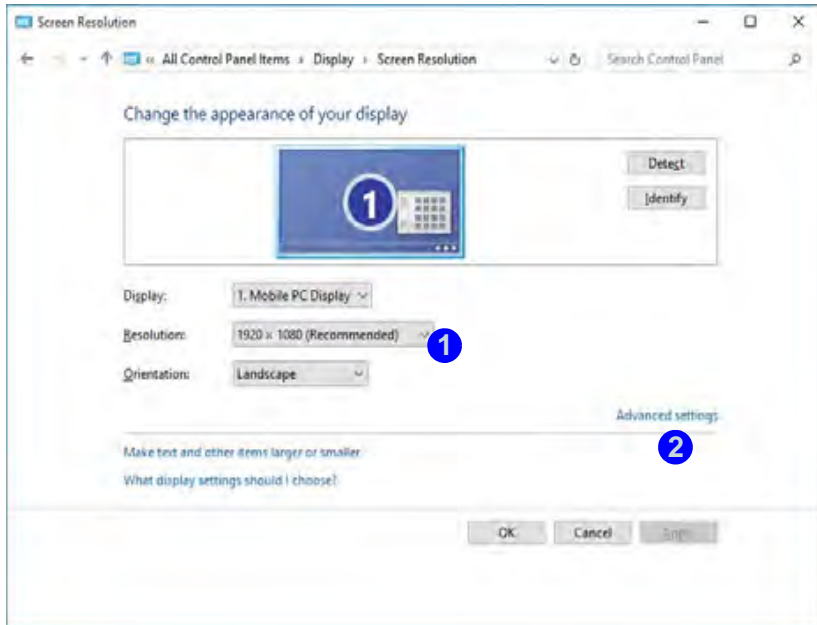 Screen Resolution
« All Control Panel Items › Display › Screen Resolution Search Control Panel
Change the appearance of your display
1
Detect
Identify
Display: 1. Mobile PC Display
Resolution: 1920 × 1080 (Recommended)
1
Orientation: Landscape
Advanced settings
2
Make text and other items larger or smaller
What display settings should I choose?
OK Cancel Apply